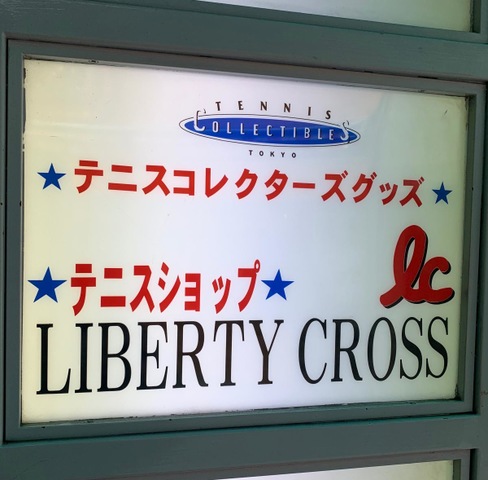 TENNIS
COLLECTIBLES
TOKYO
★テニスコレクターズグッズ★
lc
★テニスショップ★
LIBERTY CROSS